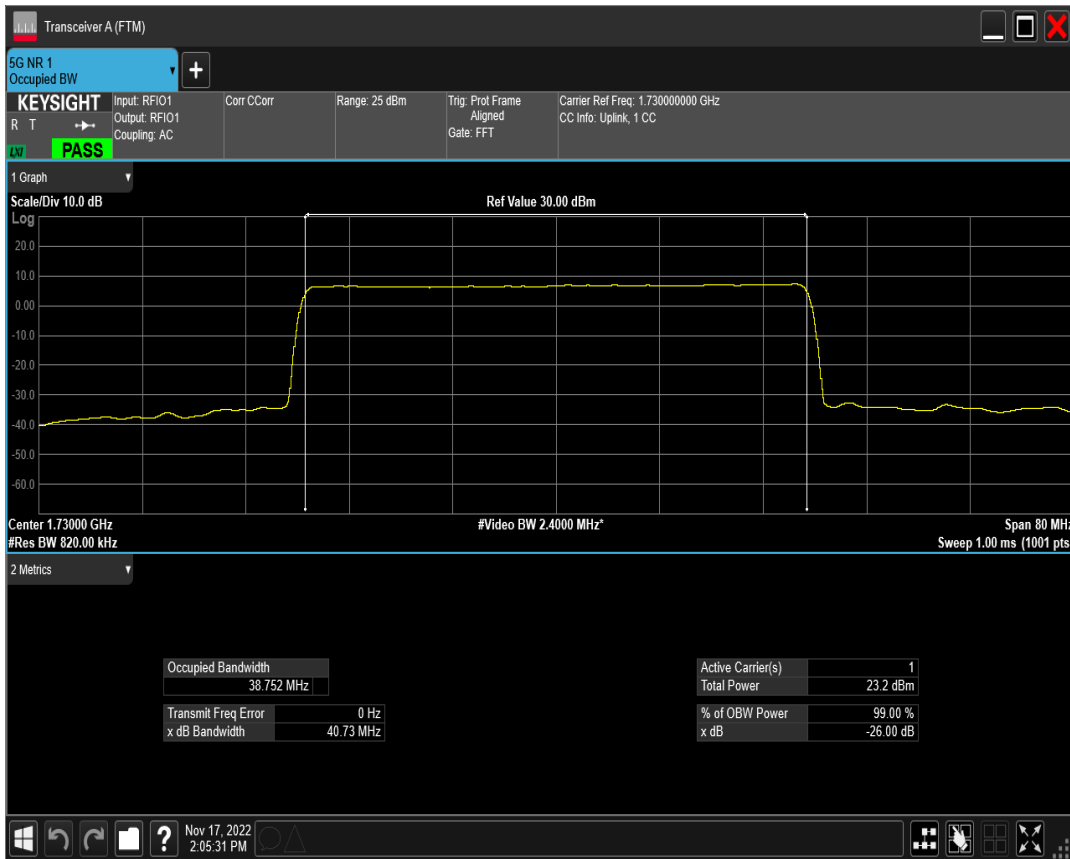 Transceiver A (FTM)
5G NR 1
Occupied BW
+
KEYSIGHT
R T
LXI
PASS
Input: RFIO1
Output: RFIO1
Coupling: AC
Corr CCorr
Range: 25 dBm
Trig: Prot Frame
Aligned
Gate: FFT
Carrier Ref Freq: 1.730000000 GHz
CC Info: Uplink, 1 CC
1 Graph
Scale/Div 10.0 dB
Ref Value 30.00 dBm
Log
20.0
10.0
0.00
-10.0
-20.0
-30.0
-40.0
-50.0
-60.0
Center 1.73000 GHz
#Video BW 2.4000 MHz*
Span 80 MHz
#Res BW 820.00 kHz
Sweep 1.00 ms (1001 pts
2 Metrics
Occupied Bandwidth
38.752 MHz
Transmit Freq Error 0 Hz
x dB Bandwidth 40.73 MHz
Active Carrier(s) 1
Total Power 23.2 dBm
% of OBW Power 99.00 %
x dB -26.00 dB
?
Nov 17, 2022
2:05:31 PM